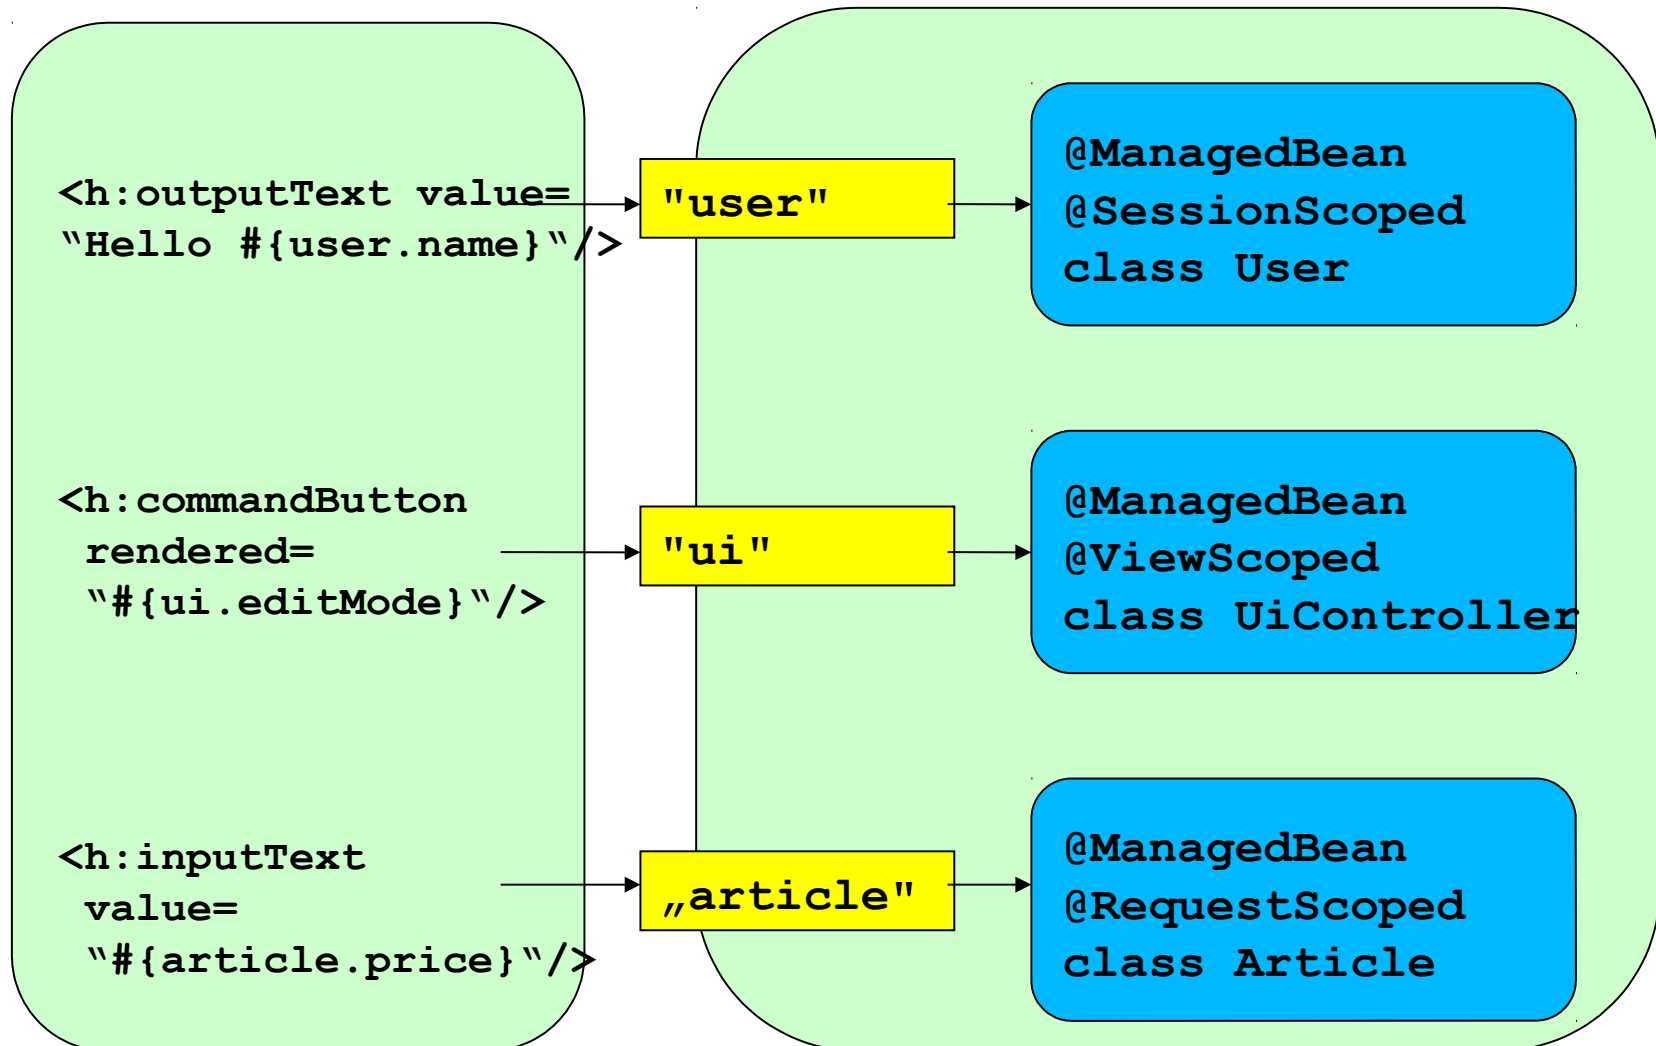 <h:outputText value=
“Hello #{user.name}“/>
"user"
@ManagedBean
@SessionScoped
class User
<h:commandButton
rendered=
“#{ui.editMode}“/>
"ui"
@ManagedBean
@ViewScoped
class UiController
<h:inputText
value=
“#{article.price}“/>
„article"
@ManagedBean
@RequestScoped
class Article